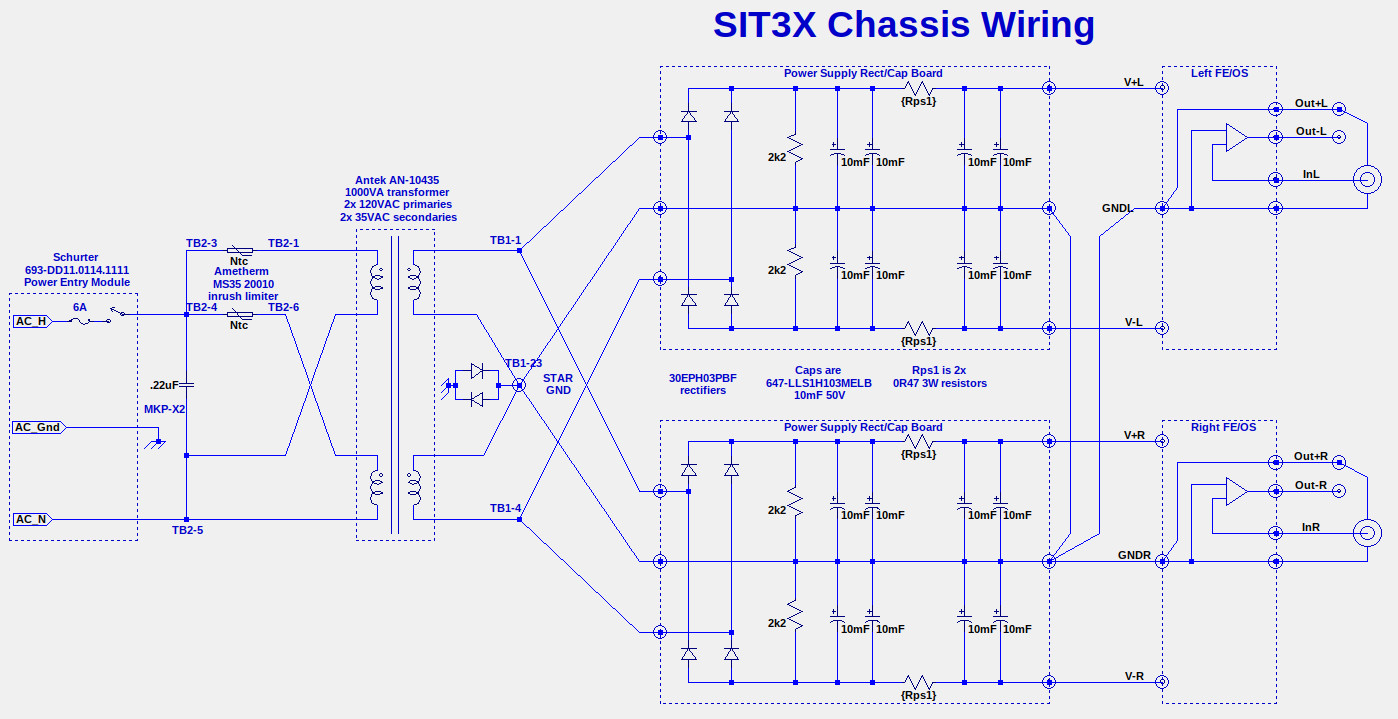 SIT3X Chassis Wiring
Power Supply Rect/Cap Board
Left FE/OS
V+L
{Rps1}
Out+L
Out-L
2k2
10mF
10mF
10mF
10mF
InL
GNDL
2k2
10mF
10mF
10mF
10mF
V-L
{Rps1}
Antek AN-10435
1000VA transformer
2x 120VAC primaries
2x 35VAC secondaries
TB1-1
Schurter
693-DD11.0114.1111
Power Entry Module
TB2-3
TB2-1
Ntc
Ametherm
MS35 20010
inrush limiter
TB2-4
TB2-6
Ntc
6A
AC_H
.22uF
MKP-X2
AC_Gnd
AC_N
TB2-5
TB1-23
STAR
GND
TB1-4
30EPH03PBF
rectifiers
Caps are
647-LLS1H103MELB
10mF 50V
Rps1 is 2x
0R47 3W resistors
Power Supply Rect/Cap Board
Right FE/OS
V+R
{Rps1}
Out+R
Out-R
2k2
10mF
10mF
10mF
10mF
InR
GNDR
2k2
10mF
10mF
10mF
10mF
V-R
{Rps1}